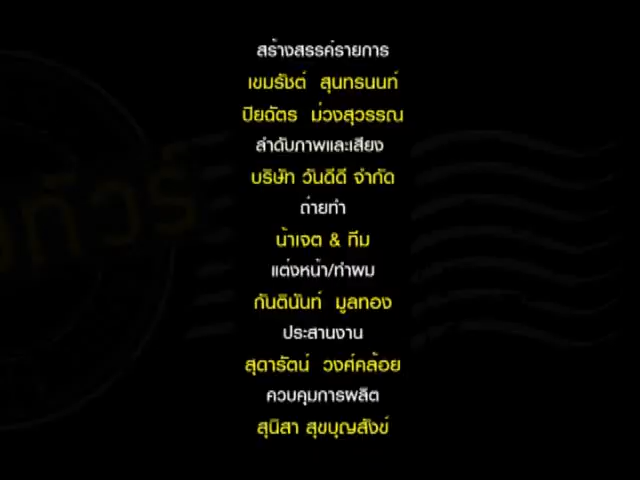 สร้างสรรค์รายการ
เขมรัชต์ สุนทรนนท์
ปิยฉัตร ม่วงสุวรรณ
ลำดับภาพและเสียง
บริษัท วันดีดี จำกัด
ถ่ายทำ
น้าเจต & ทีม
แต่งหน้า/ทำผม
กันตินันท์ มูลทอง
ประสานงาน
สุดารัตน์ วงศ์คล้อย
ควบคุมการผลิต
สุนิสา สุขบุญสังข์